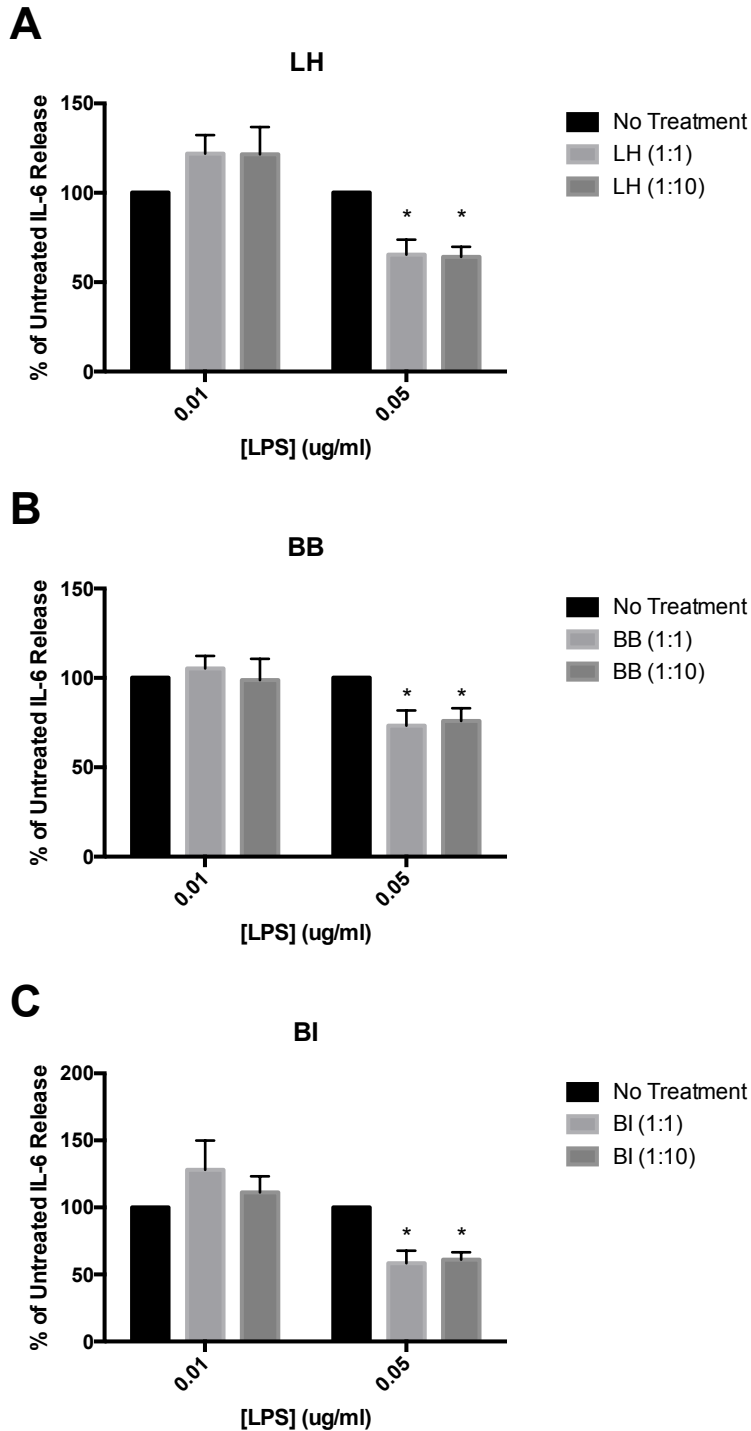 A
LH
% of Untreated IL-6 Release
150
100
50
0
* *
* *
0.01
0.05
[LPS] (ug/ml)
No Treatment
LH (1:1)
LH (1:10)
B
BB
% of Untreated IL-6 Release
150
100
50
0
* *
0.01
0.05
[LPS] (ug/ml)
No Treatment
BB (1:1)
BB (1:10)
C
BI
% of Untreated IL-6 Release
200
150
100
50
0
* *
0.01
0.05
[LPS] (ug/ml)
No Treatment
BI (1:1)
BI (1:10)